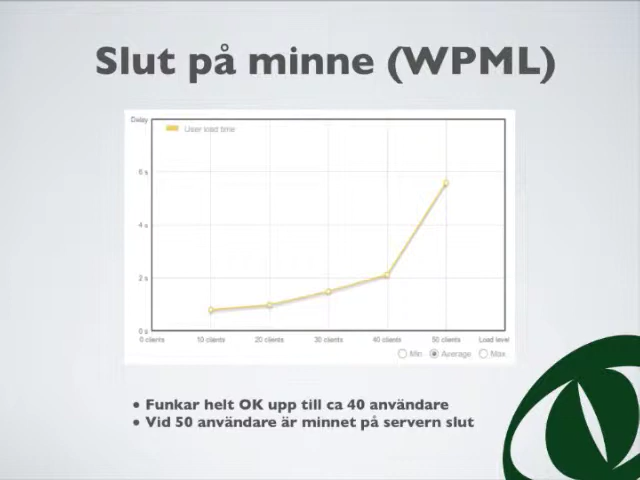 Slut på minne (WPML)
Delay
User load time
6 s
4 s
2 s
0 s
0 clients 10 clients 20 clients 30 clients 40 clients 50 clients Load level
Min Average Max
• Funkar helt OK upp till ca 40 användare
• Vid 50 användare är minnet på servern slut